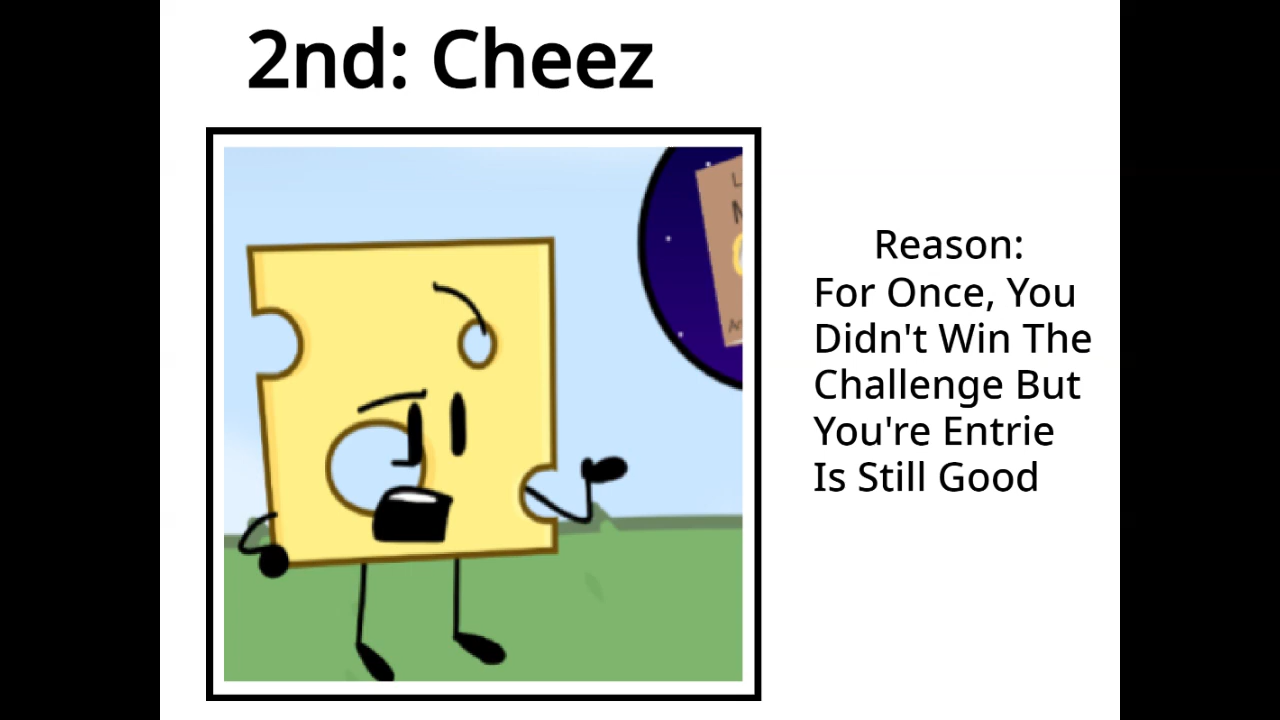 2nd: Cheez
Reason:
For Once, You
Didn't Win The
Challenge But
You're Entrie
Is Still Good